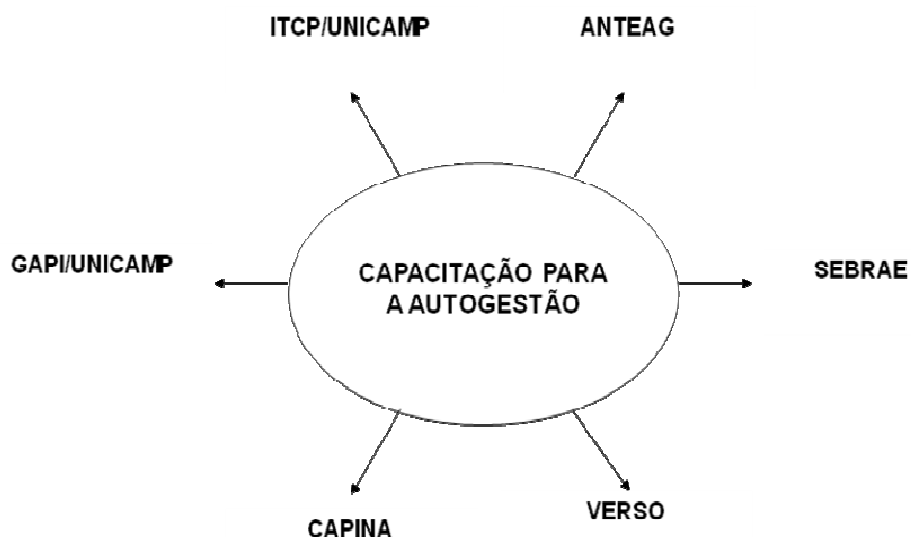 ITCP/UNICAMP
ANTEAG
GAPI/UNICAMP
CAPACITAÇÃO PARA
A AUTOGESTÃO
SEBRAE
CAPINA
VERSO